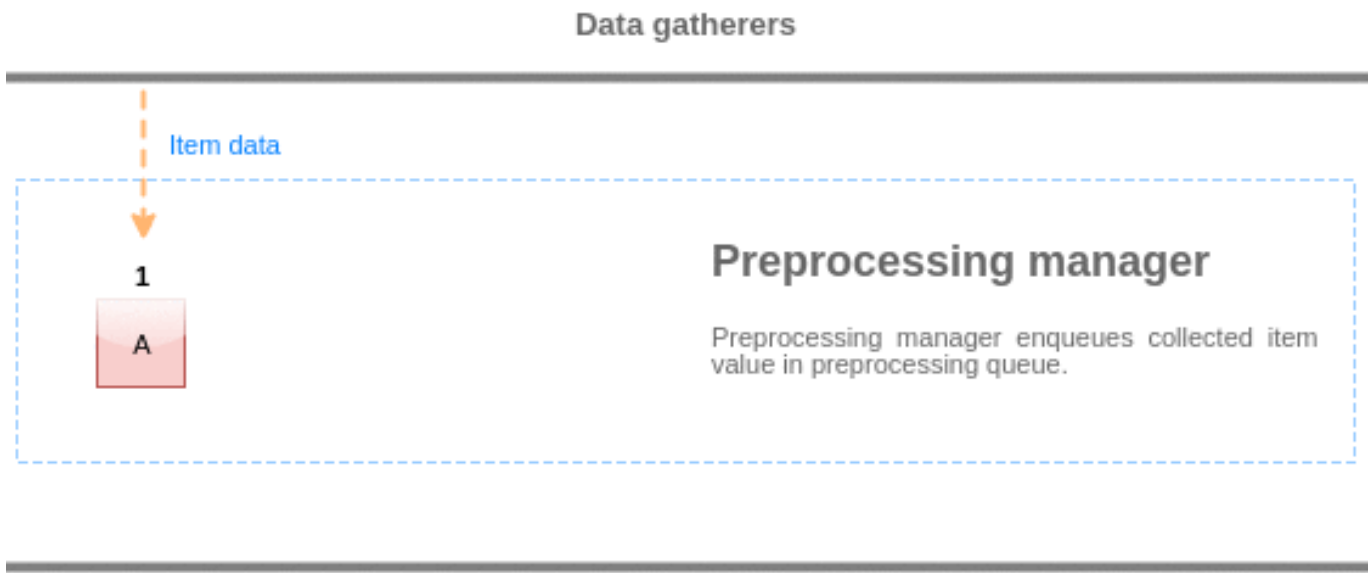 Data gatherers
Item data
1
A
Preprocessing manager
Preprocessing manager enqueues collected item
value in preprocessing queue.